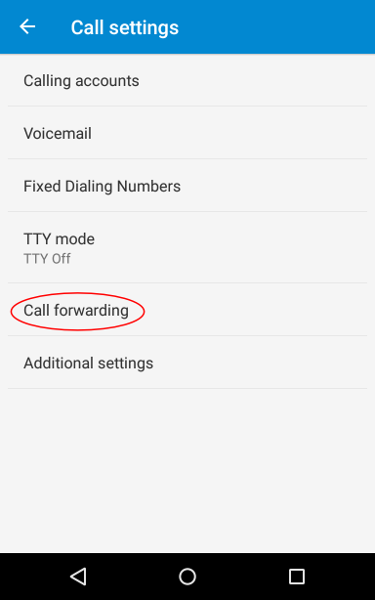 Call settings
Calling accounts
Voicemail
Fixed Dialing Numbers
TTY mode
TTY Off
Call forwarding
Additional settings